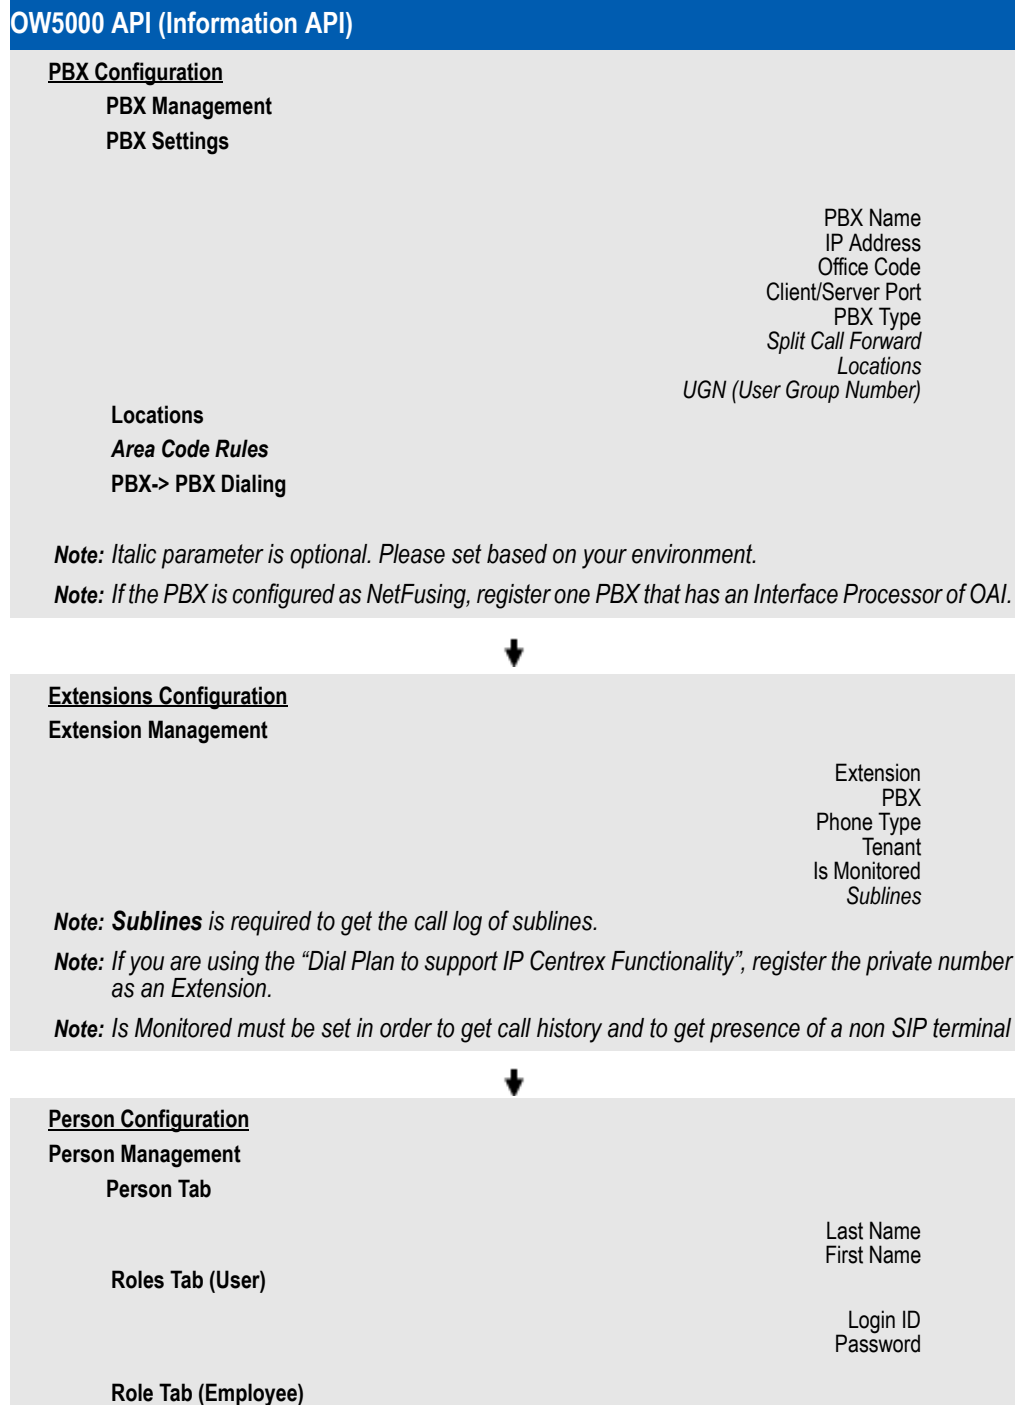 OW5000 API (Information API)
PBX Configuration
PBX Management
PBX Settings
PBX Name
IP Address
Office Code
Client/Server Port
PBX Type
Split Call Forward
Locations
UGN (User Group Number)
Locations
Area Code Rules
PBX-> PBX Dialing
Note: Italic parameter is optional. Please set based on your environment.
Note: If the PBX is configured as NetFusing, register one PBX that has an Interface Processor of OAI.
Extensions Configuration
Extension Management
Extension
PBX
Phone Type
Tenant
Is Monitored
Sublines
Note: Sublines is required to get the call log of sublines.
Note: If you are using the “Dial Plan to support IP Centrex Functionality”, register the private number
as an Extension.
Note: Is Monitored must be set in order to get call history and to get presence of a non SIP terminal
Person Configuration
Person Management
Person Tab
Last Name
First Name
Roles Tab (User)
Login ID
Password
Role Tab (Employee)